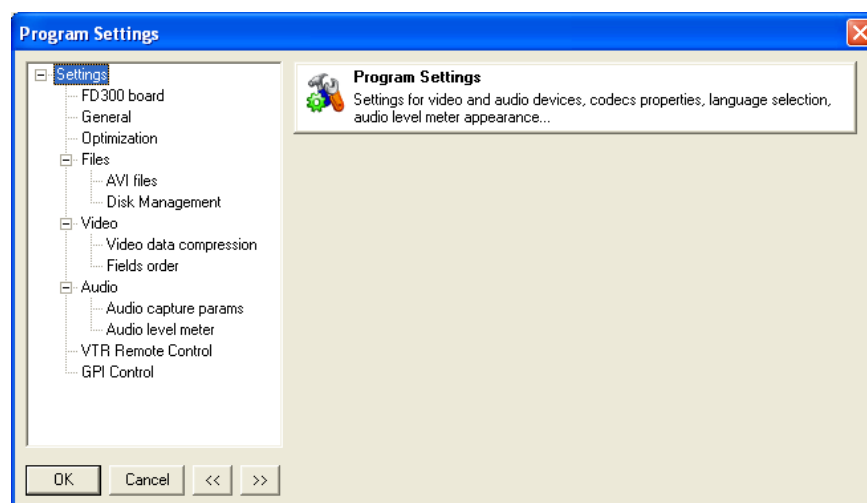 Program Settings
Settings
FD300 board
General
Optimization
Files
AVI files
Disk Management
Video
Video data compression
Fields order
Audio
Audio capture params
Audio level meter
VTR Remote Control
GPI Control
Program Settings
Settings for video and audio devices, codecs properties, language selection,
audio level meter appearance...
OK
Cancel
<<
>>